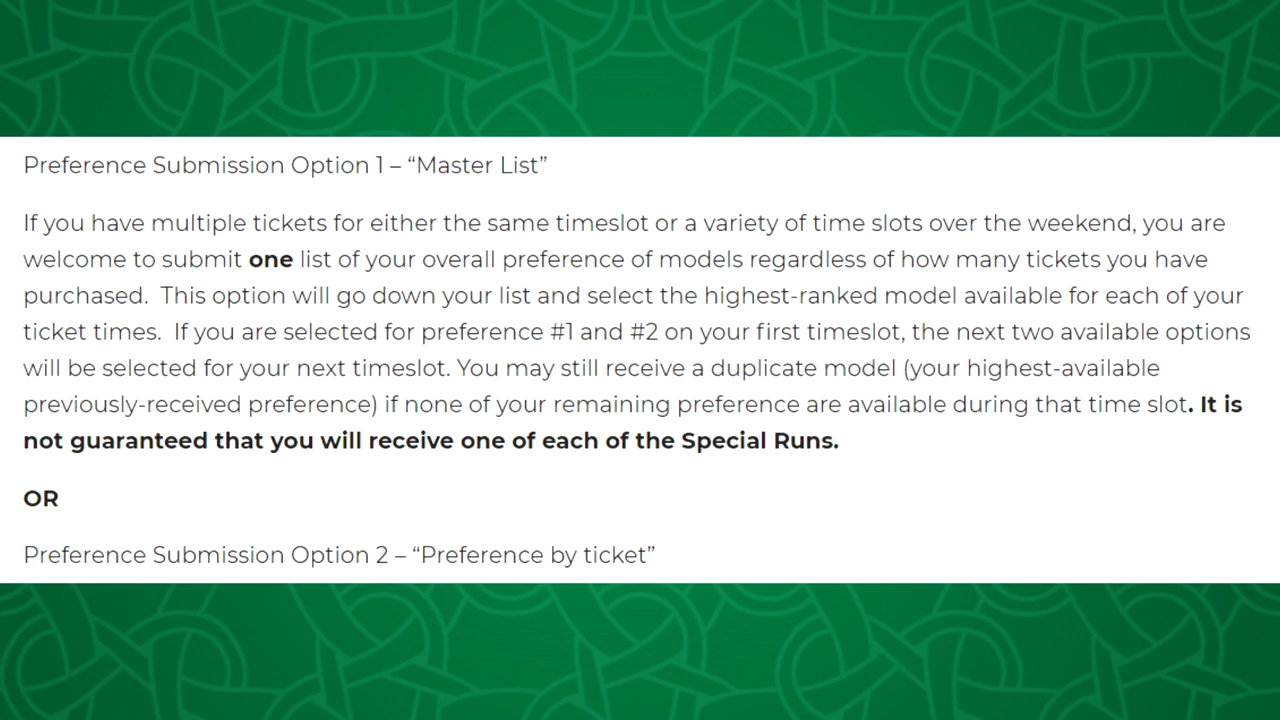 Preference Submission Option 1 – “Master List”
If you have multiple tickets for either the same timeslot or a variety of time slots over the weekend, you are
welcome to submit one list of your overall preference of models regardless of how many tickets you have
purchased.  This option will go down your list and select the highest-ranked model available for each of your
ticket times.  If you are selected for preference #1 and #2 on your first timeslot, the next two available options
will be selected for your next timeslot. You may still receive a duplicate model (your highest-available
previously-received preference) if none of your remaining preference are available during that time slot. It is
not guaranteed that you will receive one of each of the Special Runs.
OR
Preference Submission Option 2 – “Preference by ticket”